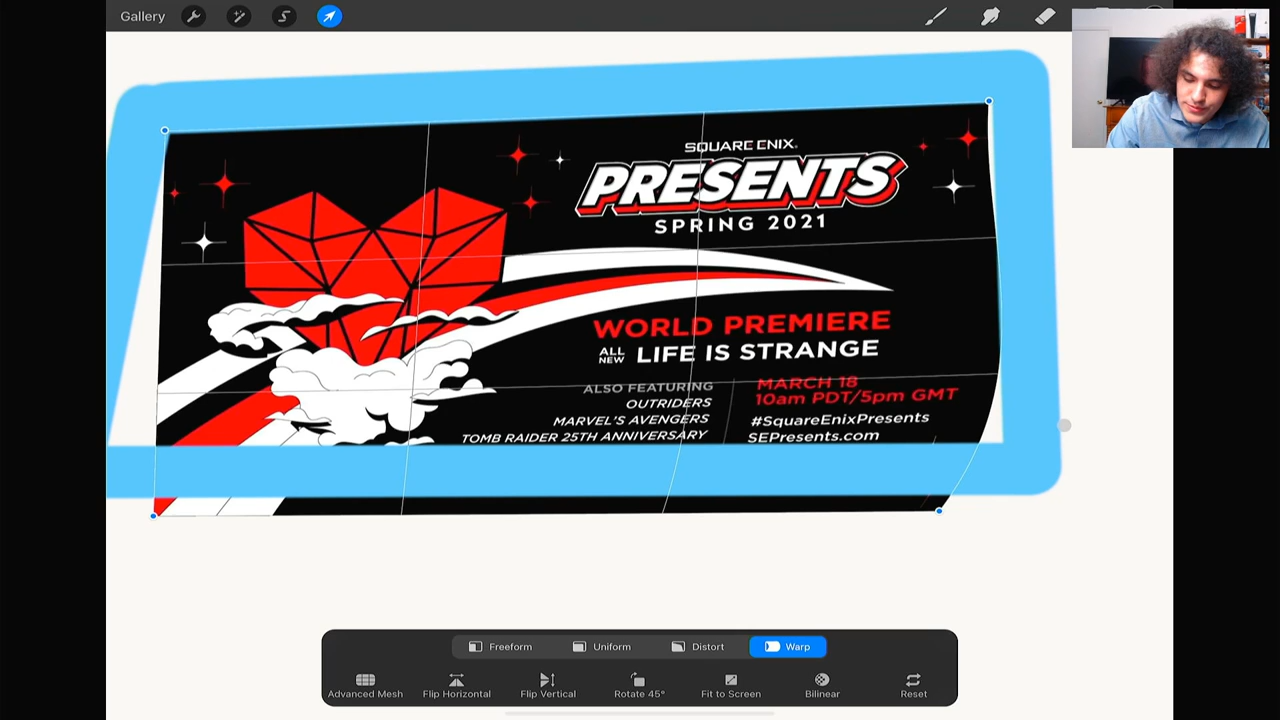 Gallery
SQUARE ENIX.
PRESENTS
SPRING 2021
WORLD PREMIERE
ALL NEW LIFE IS STRANGE
ALSO FEATURING
OUTRIDERS
MARVEL'S AVENGERS
TOMB RAIDER 25TH ANNIVERSARY
MARCH 18
10am PDT/5pm GMT
#SquareEnixPresents
SEPresents.com
Freeform Uniform Distort Warp
Advanced Mesh Flip Horizontal Flip Vertical Rotate 45° Fit to Screen Bilinear Reset